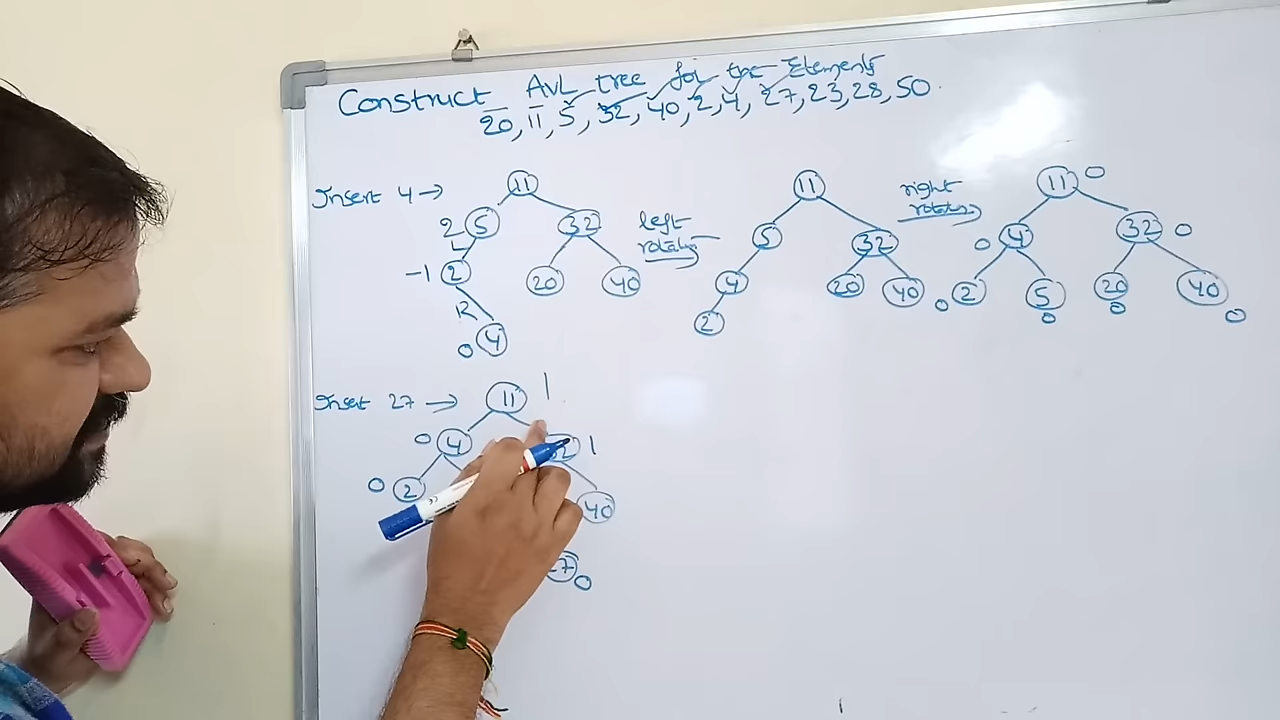 Construct AVL tree for the Elements
20, 11, 5, 32, 40, 2, 4, 27, 23, 28, 50.
Insert 4 →
11
2 5 32
L
-1 2 20 40
R
0 4
left
rotation
11
5 32
4 20 40
2
right
rotation
11 0
0 4 32 0
0 2 5 20 40
0 0 0
Insert 27 →
11 1
0 4 32 1
0 2 40
27 0